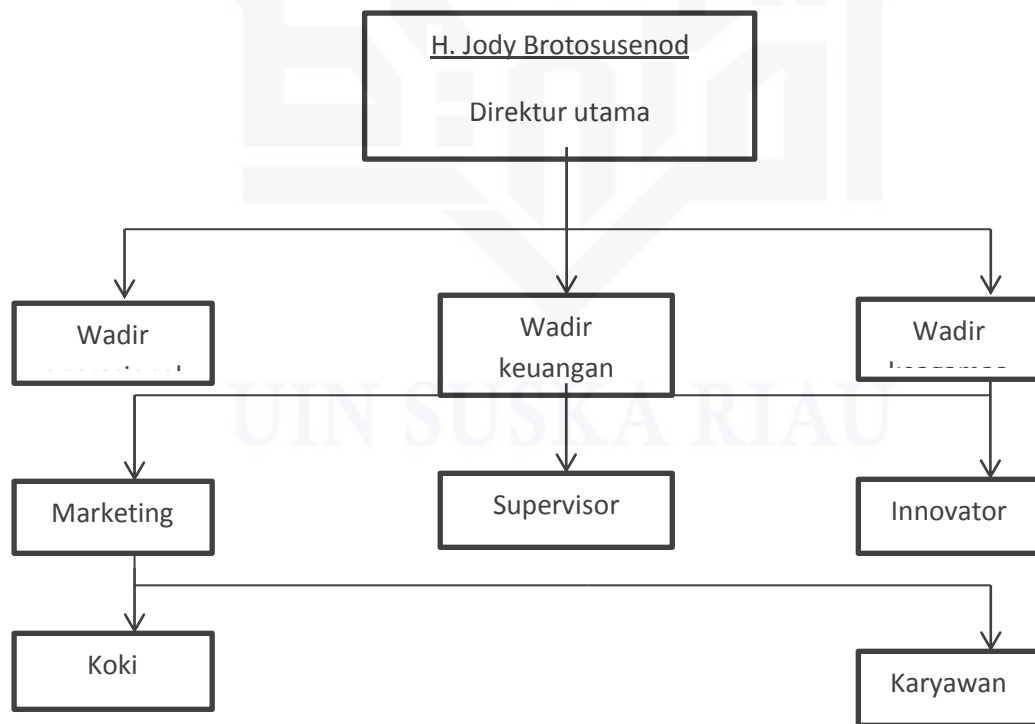 H. Jody Brotosusenod
Direktur utama
Wadir
Wadir
keuangan
Wadir
UIN SUSKA RIAU
Marketing
Supervisor
Innovator
Koki
Karyawan